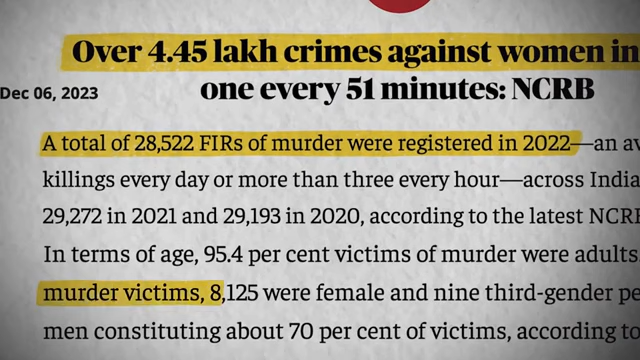 Over 4.45 lakh crimes against women in
Dec 06, 2023
one every 51 minutes: NCRB
A total of 28,522 FIRs of murder were registered in 2022—an av
killings every day or more than three every hour—across India
29,272 in 2021 and 29,193 in 2020, according to the latest NCR
In terms of age, 95.4 per cent victims of murder were adults.
murder victims, 8,125 were female and nine third-gender pe
men constituting about 70 per cent of victims, according to